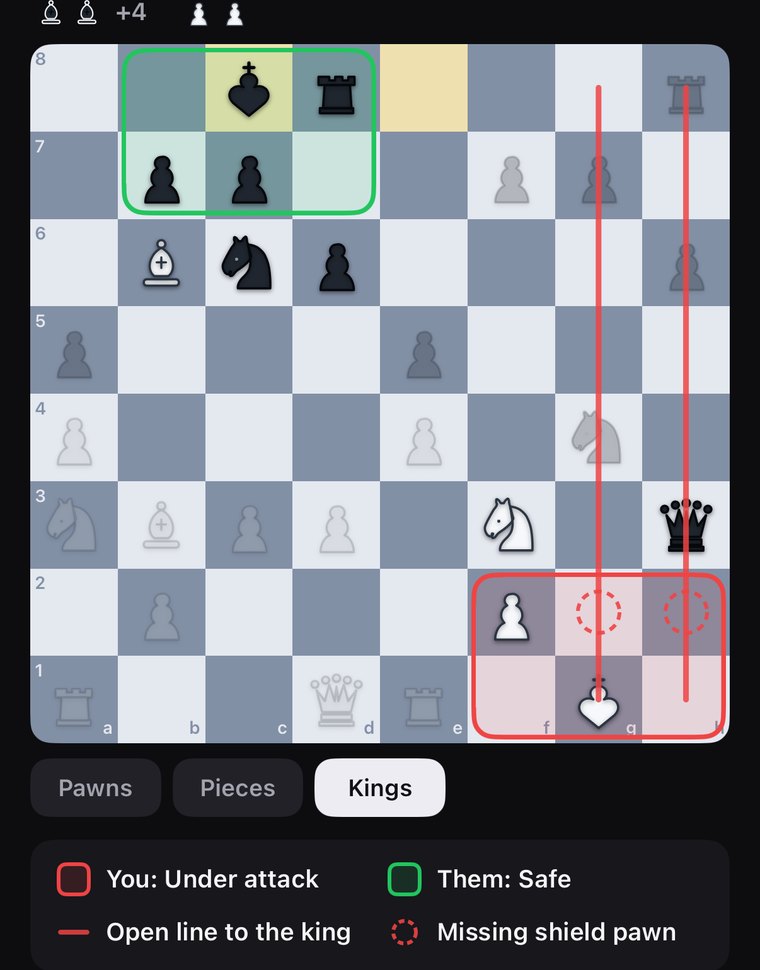 +4
8
7
6
5
4
3
2
1
a b c d e f g h
Pawns Pieces Kings
You: Under attack Them: Safe
Open line to the king Missing shield pawn